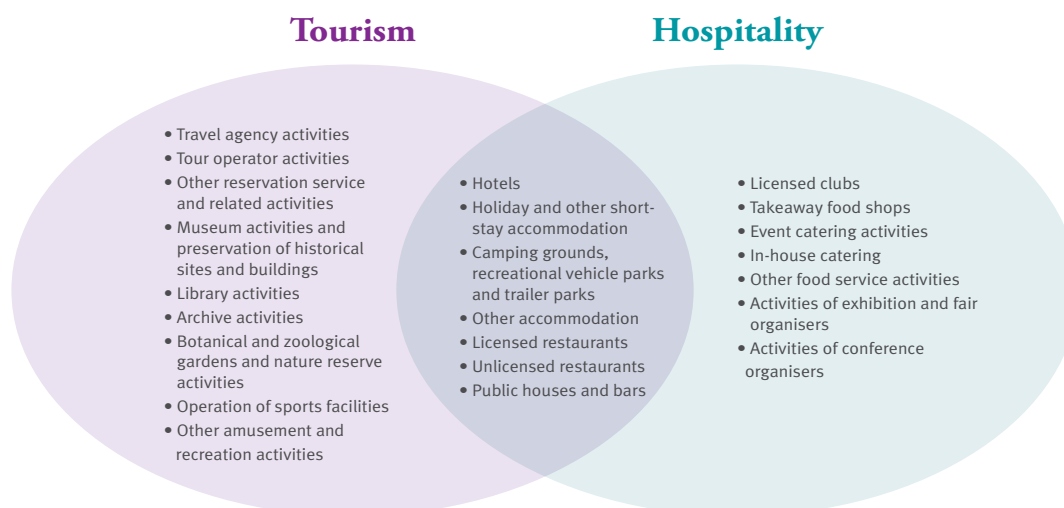 Tourism
Hospitality
• Travel agency activities
• Tour operator activities
• Other reservation service
and related activities
• Museum activities and
preservation of historical
sites and buildings
• Library activities
• Archive activities
• Botanical and zoological
gardens and nature reserve
activities
• Operation of sports facilities
• Other amusement and
recreation activities
• Hotels
• Holiday and other short-
stay accommodation
• Camping grounds,
recreational vehicle parks
and trailer parks
• Other accommodation
• Licensed restaurants
• Unlicensed restaurants
• Public houses and bars
• Licensed clubs
• Takeaway food shops
• Event catering activities
• In-house catering
• Other food service activities
• Activities of exhibition and fair
organisers
• Activities of conference
organisers